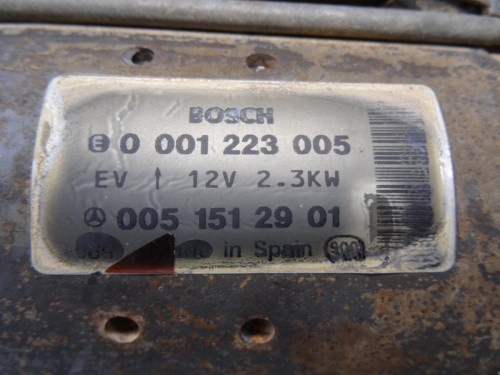 BOSCH
0 001 223 005
EV ↑ 12V 2.3KW
005 151 29 01
in Spain